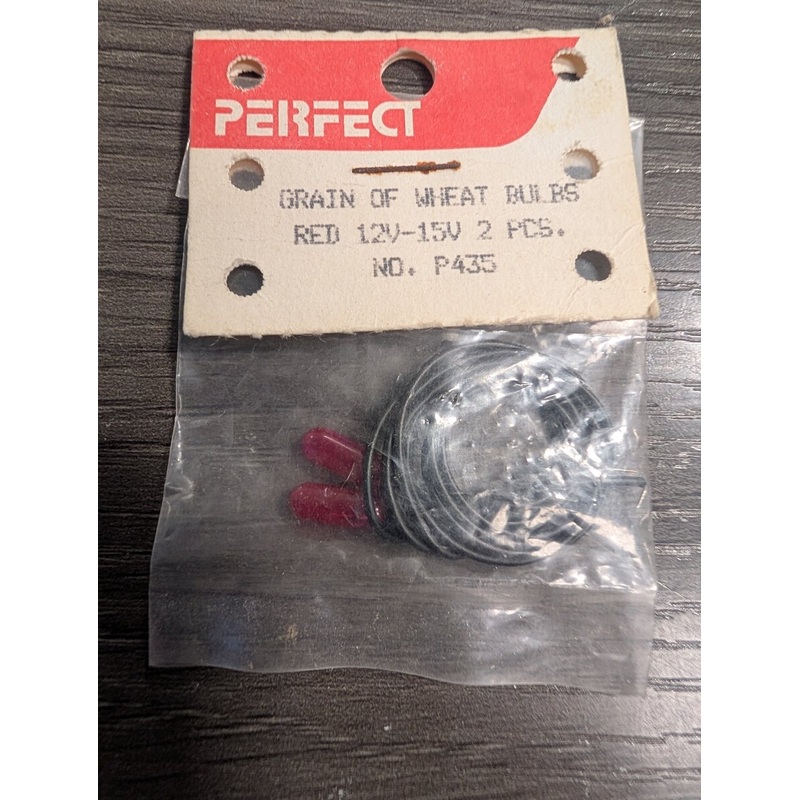 PERFECT
GRAIN OF WHEAT BULBS
RED 12V-15V 2 PCS.
NO. P435